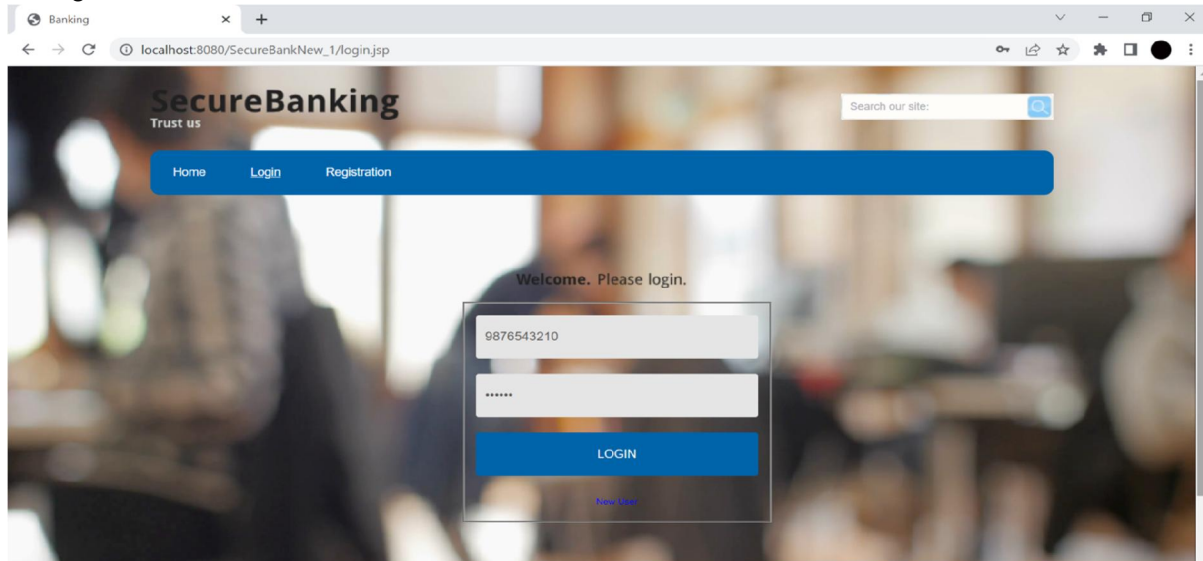 Banking
localhost:8080/SecureBankNew_1/login.jsp
SecureBanking
Trust us
Search our site:
Home Login Registration
Welcome. Please login.
9876543210
••••••
LOGIN
New User